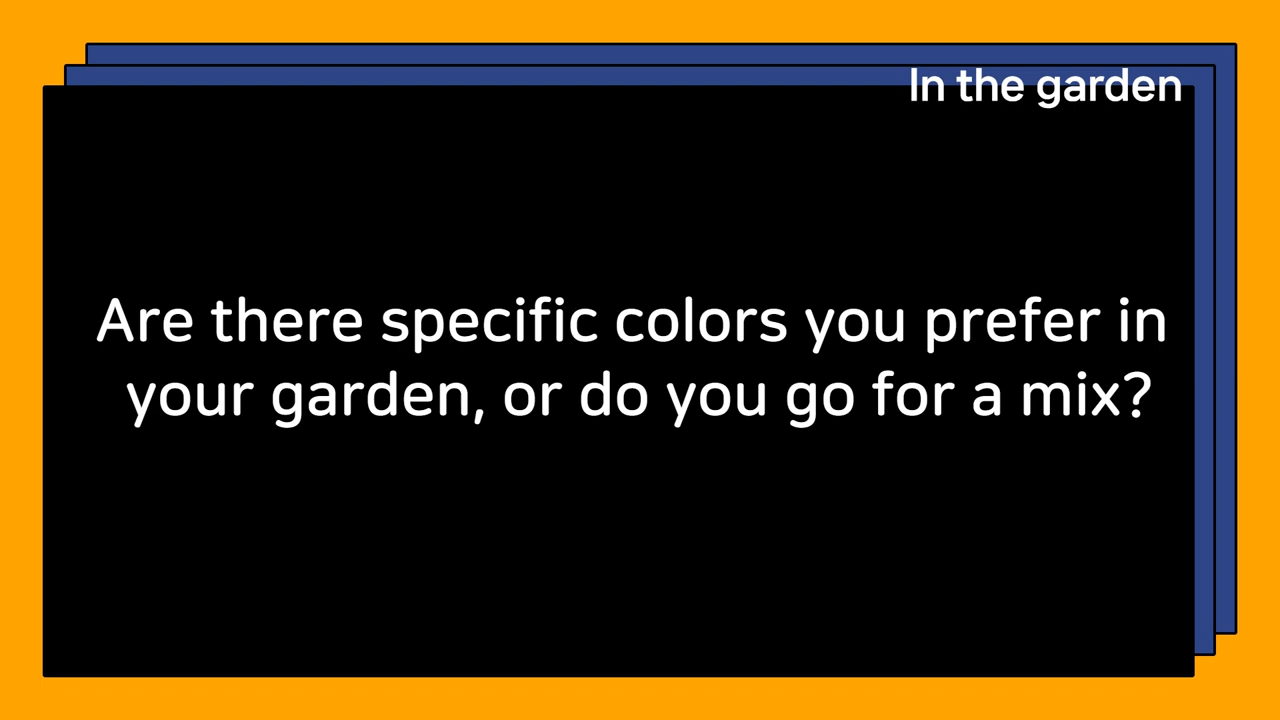 In the garden
Are there specific colors you prefer in
your garden, or do you go for a mix?